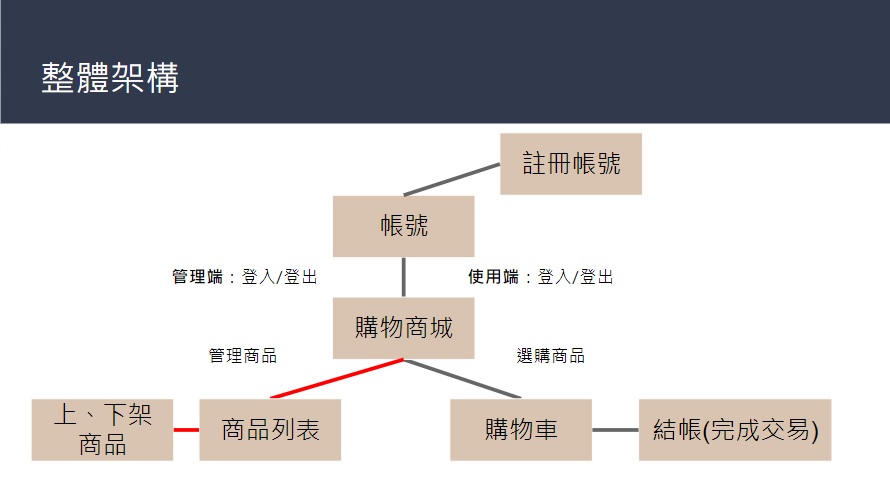 整體架構
註冊帳號
帳號
管理端：登入/登出
使用端：登入/登出
購物商城
管理商品
選購商品
上、下架
商品
商品列表
購物車
結帳(完成交易)